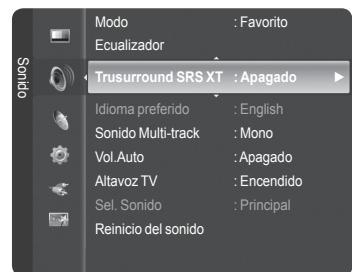 Sonido
Modo : Favorito
Ecualizador
Trusurround SRS XT : Apagado
Idioma preferido : English
Sonido Multi-track : Mono
Vol.Auto : Apagado
Altavoz TV : Encendido
Sel. Sonido : Principal
Reinicio del sonido